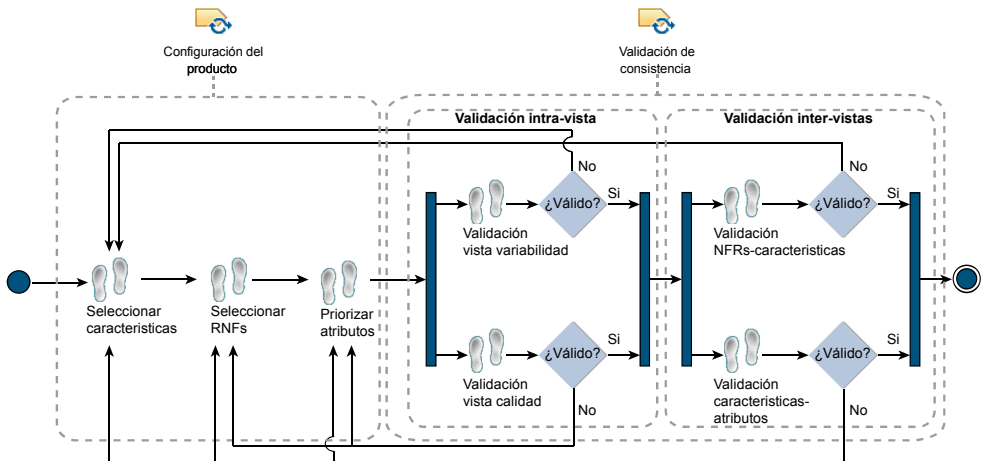 Configuración del
producto
Validación de
consistencia
Validación intra-vista
Validación inter-vistas
No
No
¿Válido?
Si
¿Válido?
Si
Validación
vista variabilidad
Validación
NFRs-caracteristicas
Seleccionar
caracteristicas
Seleccionar
RNFs
Priorizar
atributos
¿Válido?
Si
¿Válido?
Si
Validación
vista calidad
Validación
caracteristicas-
atributos
No
No